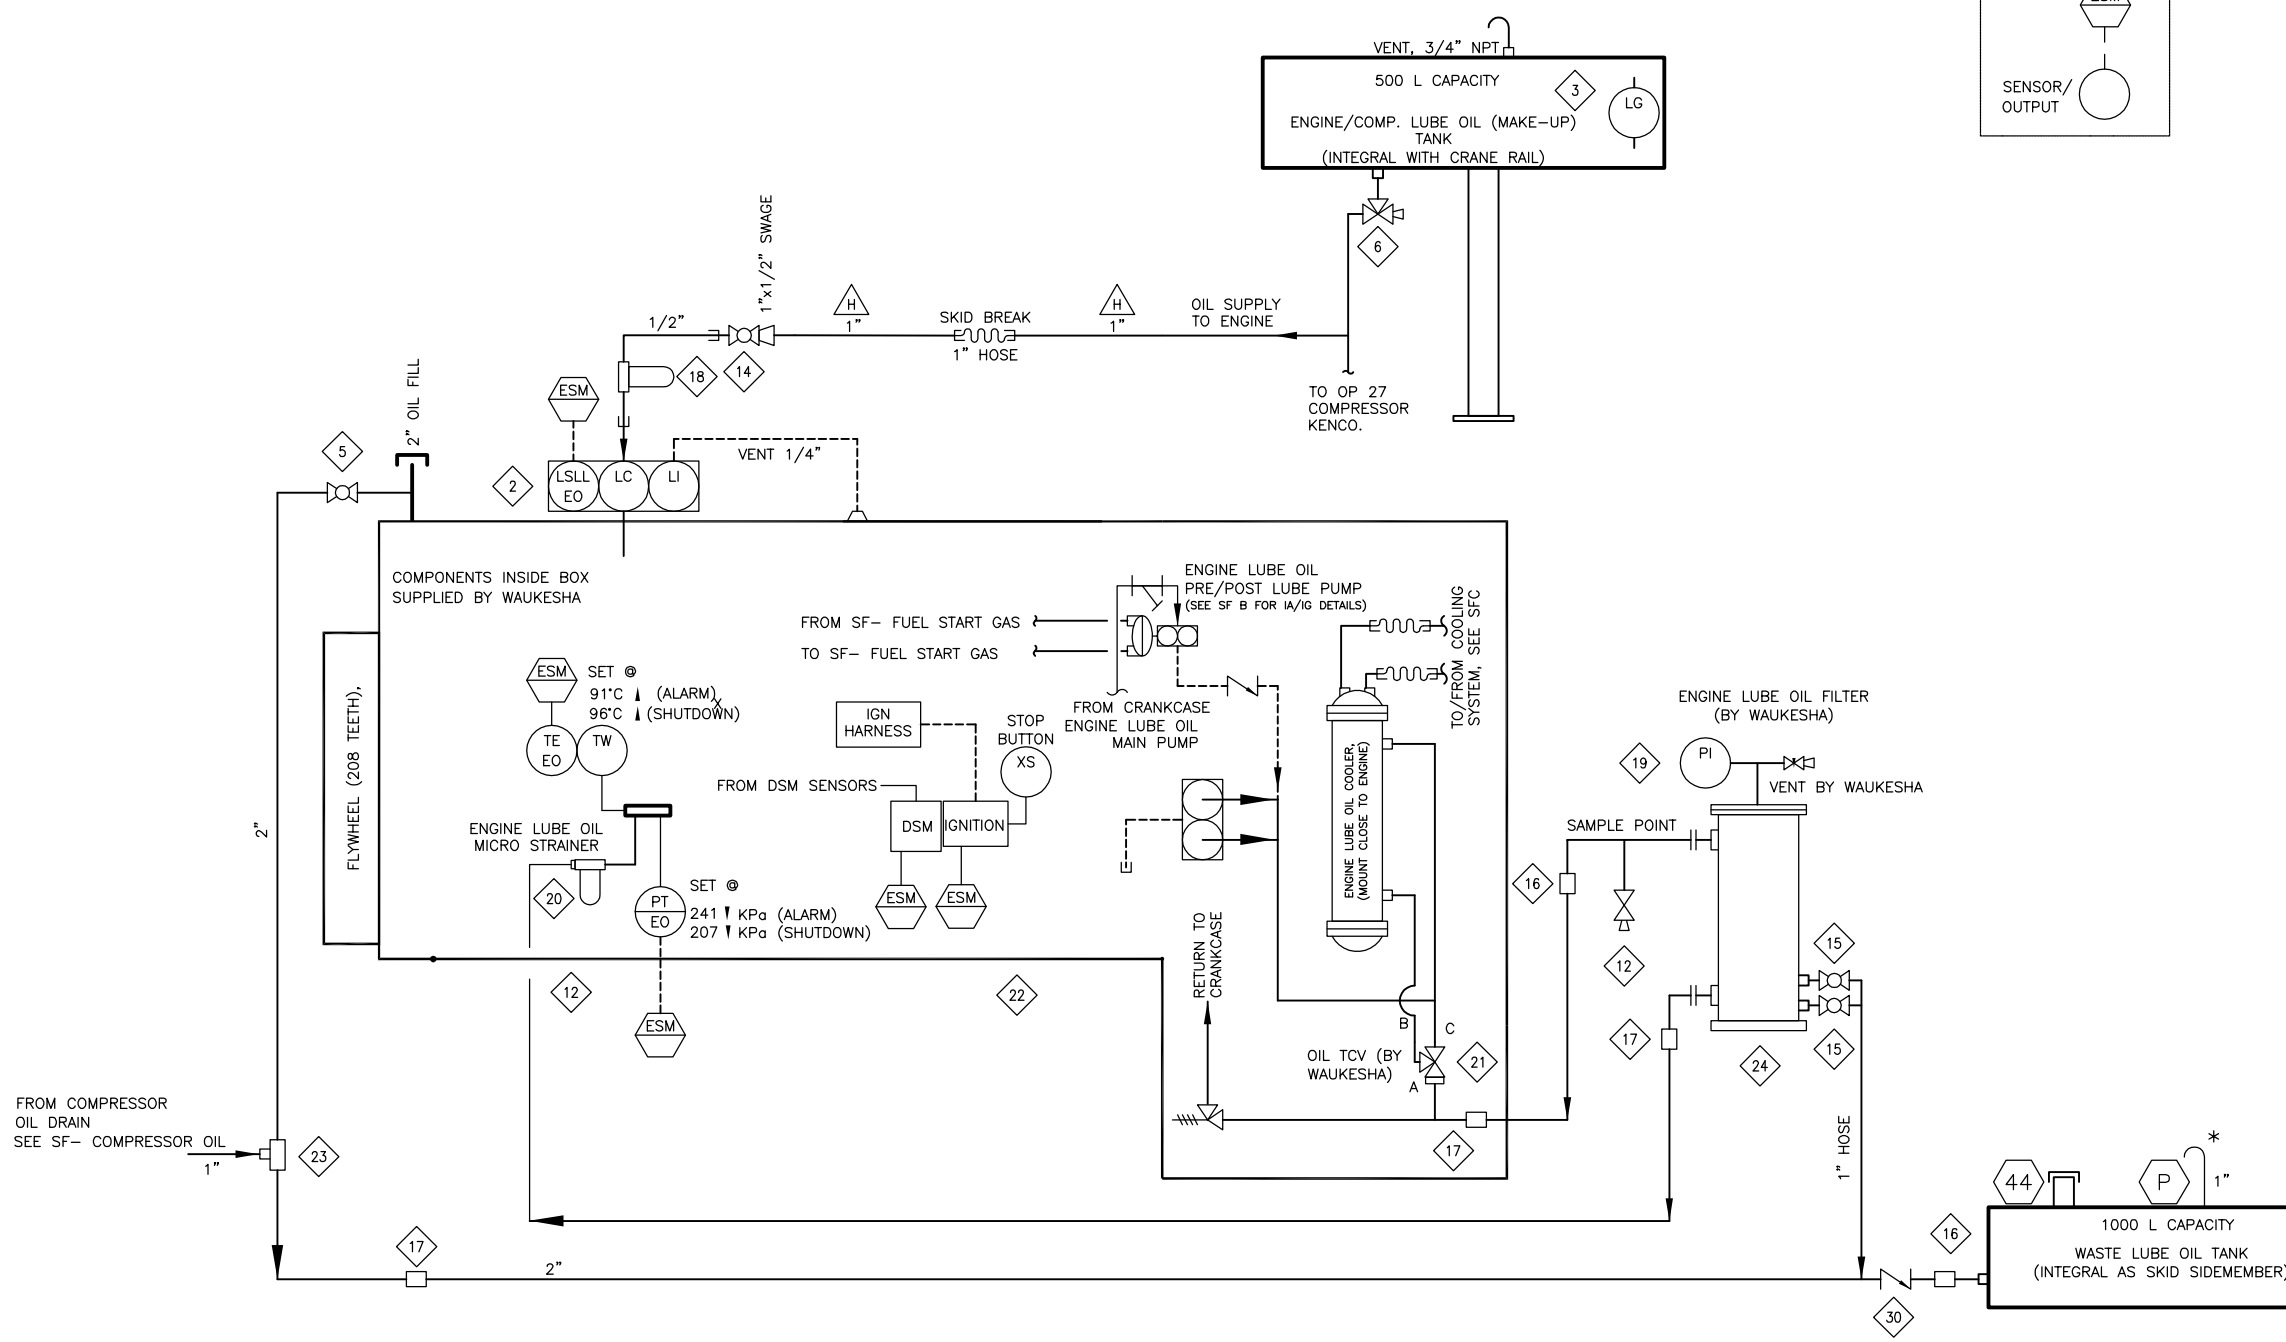 SENSOR/
OUTPUT
VENT, 3/4" NPT
500 L CAPACITY
3
LG
ENGINE/COMP. LUBE OIL (MAKE-UP)
TANK
(INTEGRAL WITH CRANE RAIL)
6
1"x1/2" SWAGE
H
1"
SKID BREAK
1" HOSE
H
1"
OIL SUPPLY
TO ENGINE
1/2"
18
14
TO OP 27
COMPRESSOR
KENCO.
ESM
2" OIL FILL
5
2
LSLL
EO
LC
LI
VENT 1/4"
COMPONENTS INSIDE BOX
SUPPLIED BY WAUKESHA
ENGINE LUBE OIL
PRE/POST LUBE PUMP
(SEE SF B FOR IA/IG DETAILS)
FROM SF- FUEL START GAS
TO SF- FUEL START GAS
TO/FROM COOLING
SYSTEM, SEE SFC
ESM
SET @
91°C (ALARM)
X
96°C (SHUTDOWN)
TE
EO
TW
IGN
HARNESS
STOP
BUTTON
XS
FROM CRANKCASE
ENGINE LUBE OIL
MAIN PUMP
ENGINE LUBE OIL FILTER
(BY WAUKESHA)
19
PI
VENT BY WAUKESHA
FROM DSM SENSORS
DSM
IGNITION
FLYWHEEL (208 TEETH),
2"
ENGINE LUBE OIL
MICRO STRAINER
20
SET @
PT
EO
241 KPa (ALARM)
207 KPa (SHUTDOWN)
ESM
ESM
ENGINE LUBE OIL COOLER,
(MOUNT CLOSE TO ENGINE)
SAMPLE POINT
16
12
15
15
17
24
RETURN TO
CRANKCASE
12
22
ESM
B
C
OIL TCV (BY
WAUKESHA)
A
21
17
FROM COMPRESSOR
OIL DRAIN
SEE SF- COMPRESSOR OIL
1"
23
1" HOSE
17
2"
30
16
44
P
*
1"
1000 L CAPACITY
WASTE LUBE OIL TANK
(INTEGRAL AS SKID SIDEMEMBER)